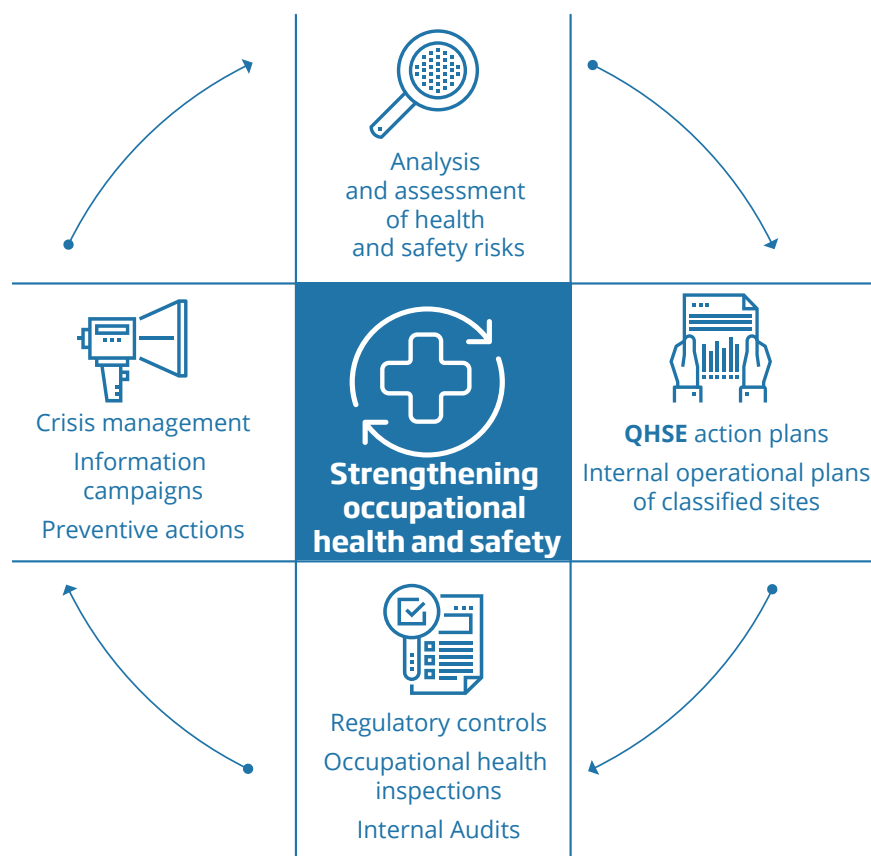 Analysis
and assessment
of health
and safety risks
Crisis management
Information
campaigns
Preventive actions
Strengthening
occupational
health and safety
QHSE action plans
Internal operational plans
of classified sites
Regulatory controls
Occupational health
inspections
Internal Audits